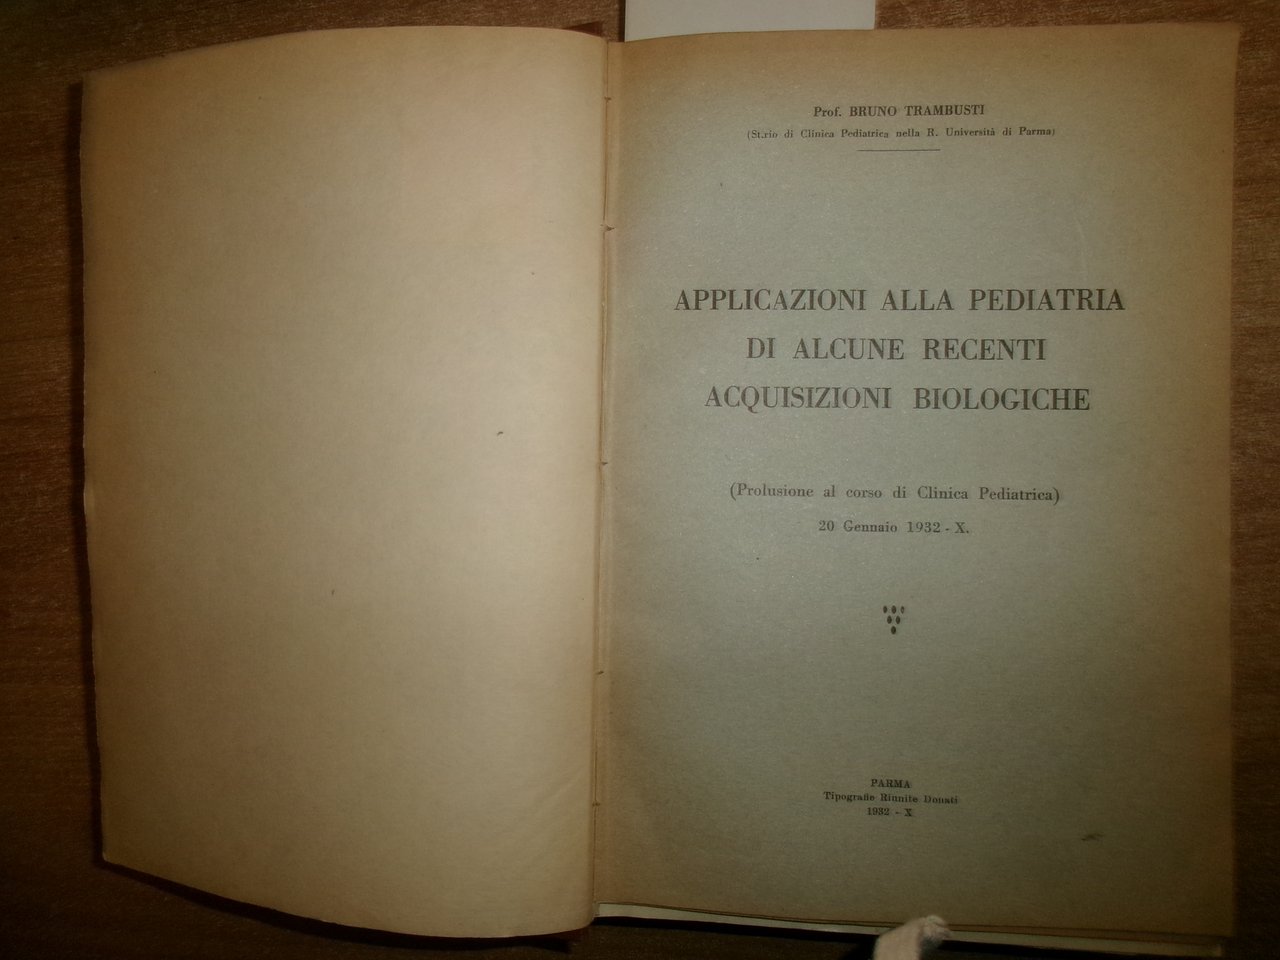 Prof. BRUNO TRAMBUSTI
(St.rio di Clinica Pediatrica nella R. Università di Parma)
APPLICAZIONI ALLA PEDIATRIA
DI ALCUNE RECENTI
ACQUISIZIONI BIOLOGICHE
(Prolusione al corso di Clinica Pediatrica)
20 Gennaio 1932 - X.
PARMA
Tipografie Riunite Donati
1932 - X